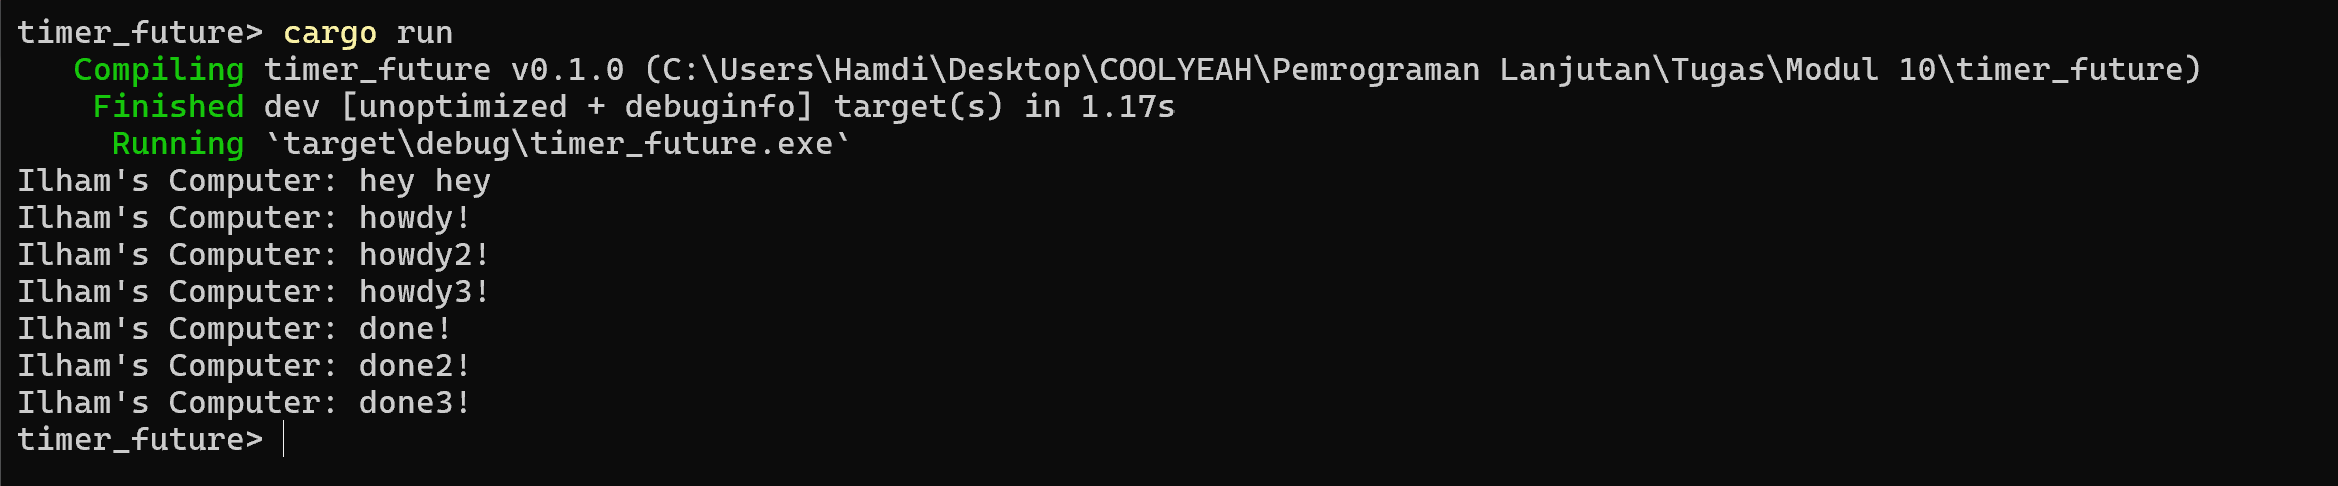 timer_future> cargo run
   Compiling timer_future v0.1.0 (C:\Users\Hamdi\Desktop\COOLYEAH\Pemrograman Lanjutan\Tugas\Modul 10\timer_future)
    Finished dev [unoptimized + debuginfo] target(s) in 1.17s
     Running `target\debug\timer_future.exe`
Ilham's Computer: hey hey
Ilham's Computer: howdy!
Ilham's Computer: howdy2!
Ilham's Computer: howdy3!
Ilham's Computer: done!
Ilham's Computer: done2!
Ilham's Computer: done3!
timer_future>